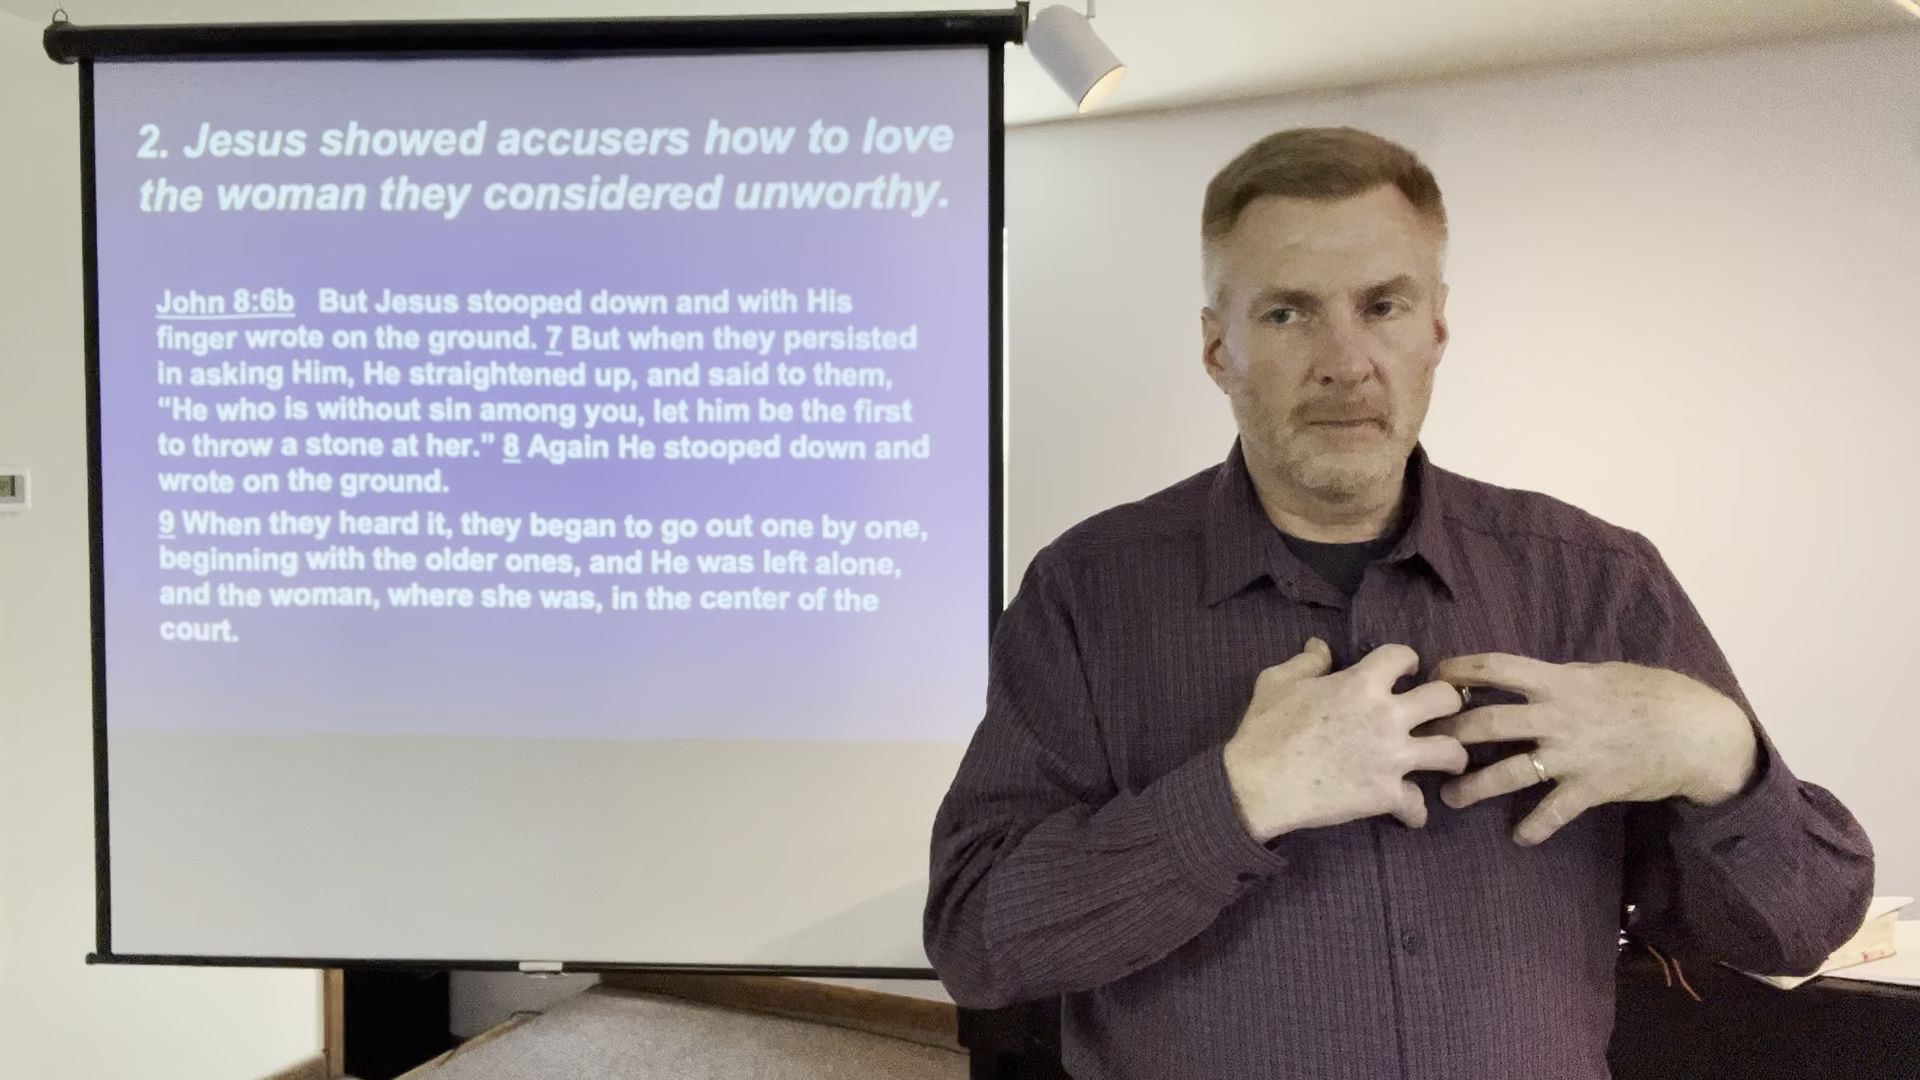 2. Jesus showed accusers how to love
the woman they considered unworthy.
John 8:6b But Jesus stooped down and with His
finger wrote on the ground. 7 But when they persisted
in asking Him, He straightened up, and said to them,
“He who is without sin among you, let him be the first
to throw a stone at her.” 8 Again He stooped down and
wrote on the ground.
9 When they heard it, they began to go out one by one,
beginning with the older ones, and He was left alone,
and the woman, where she was, in the center of the
court.